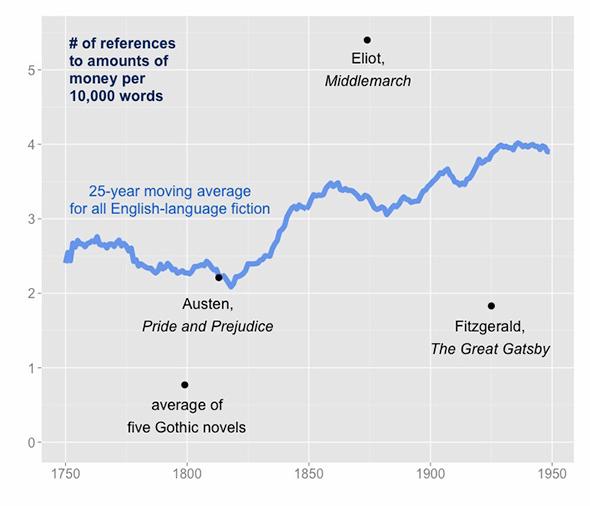 # of references
to amounts of
money per
10,000 words
Eliot,
Middlemarch
25-year moving average
for all English-language fiction
Austen,
Pride and Prejudice
Fitzgerald,
The Great Gatsby
average of
five Gothic novels
5
4
3
2
1
0
1750 1800 1850 1900 1950